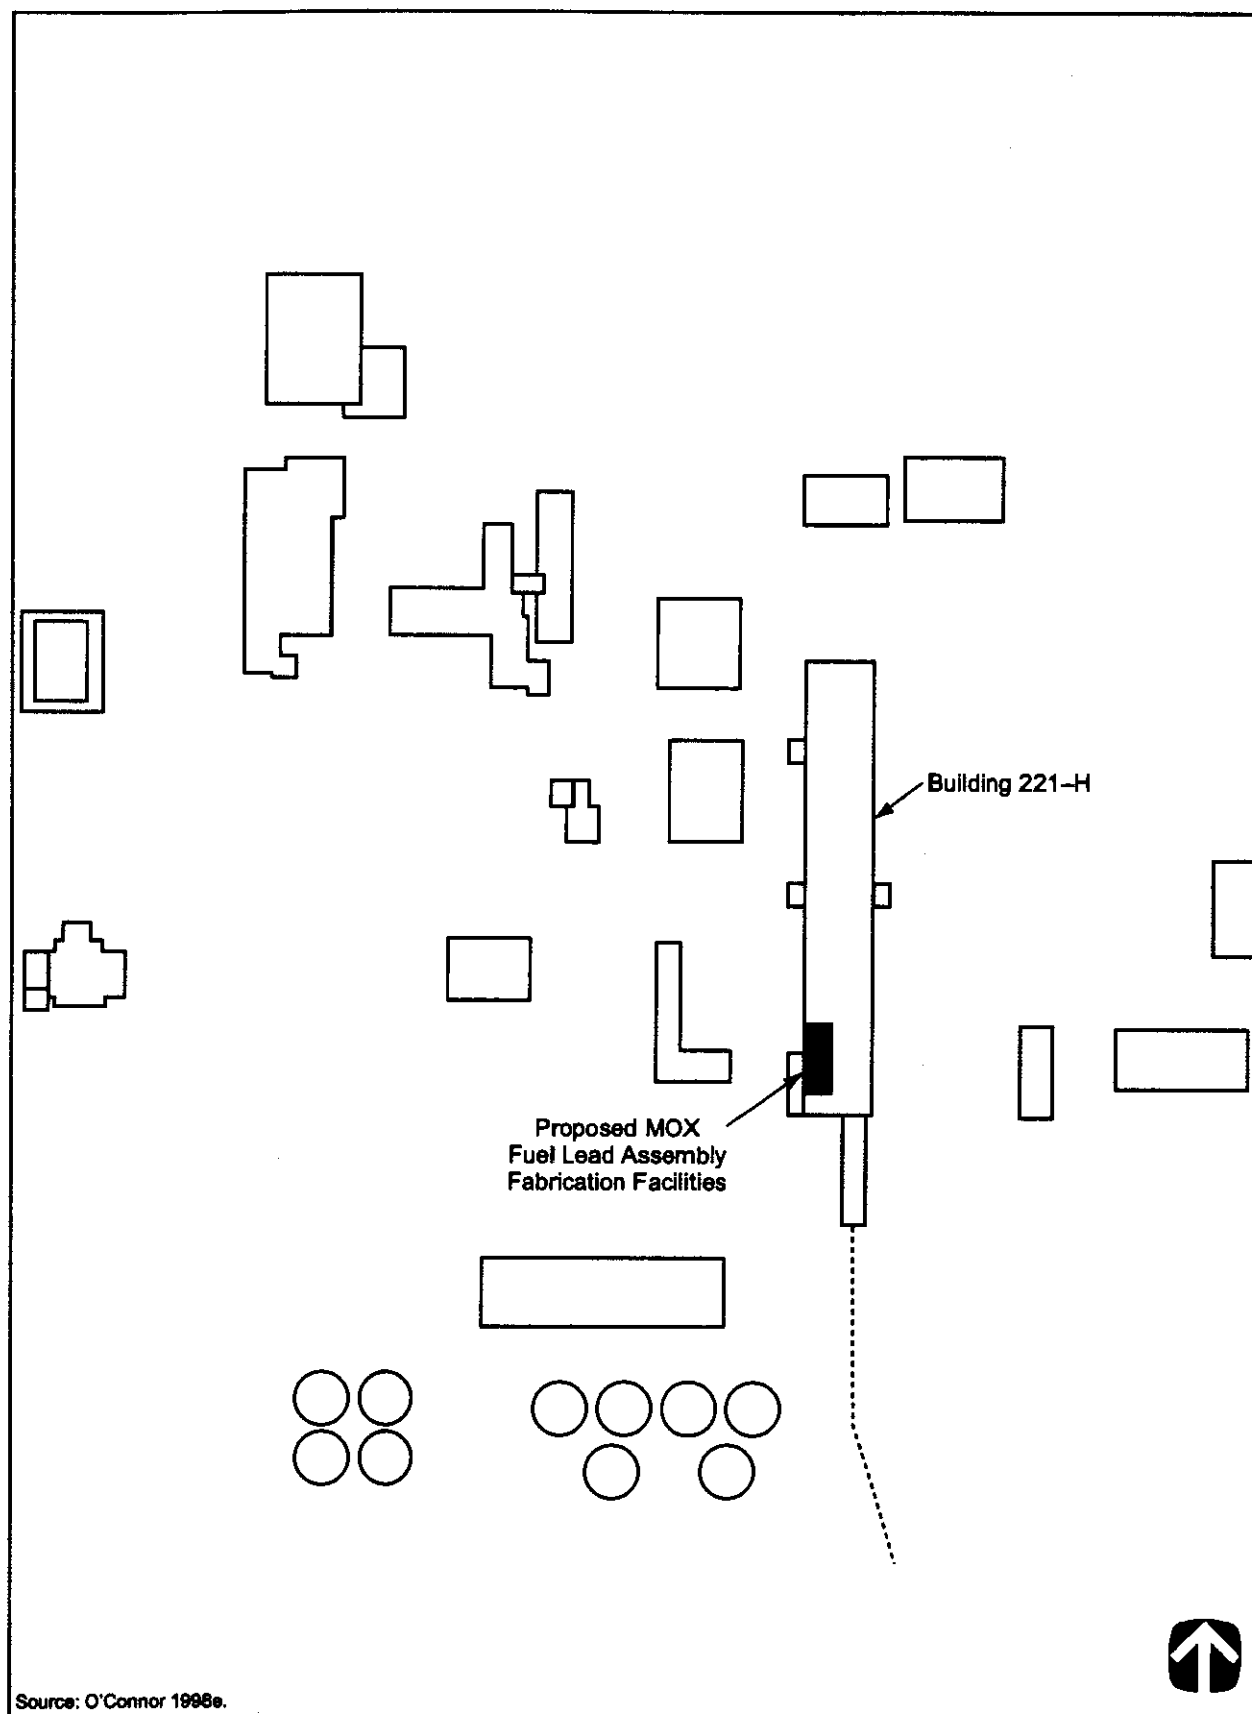 Building 221–H
Proposed MOX
Fuel Lead Assembly
Fabrication Facilities
Source: O'Connor 1998e.